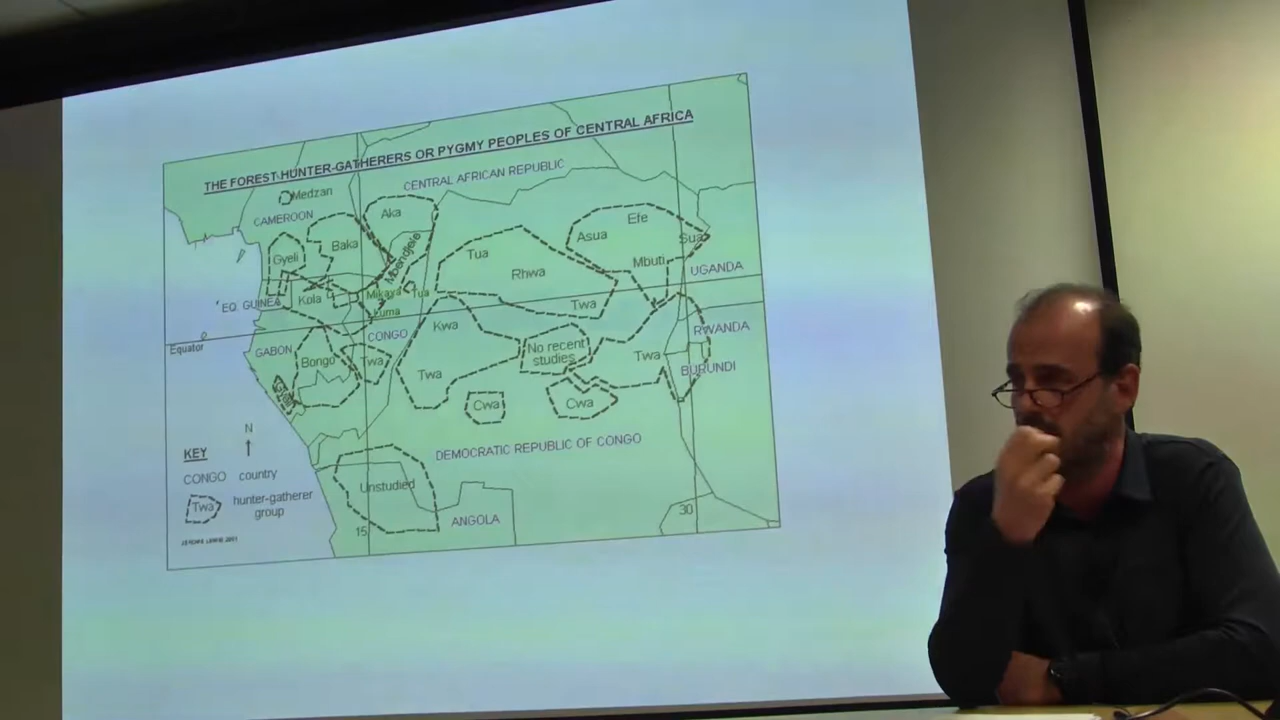 THE FOREST HUNTER-GATHERERS OR PYGMY PEOPLES OF CENTRAL AFRICA
Medzan
CENTRAL AFRICAN REPUBLIC
CAMEROON
Aka
Efe
Asua
Sua
Baka
Mbendjele
Tua
Gyeli
Rhwa
Mbuti
UGANDA
EQ. GUINEA
Kola
Mikaya
Tua
Luma
Twa
Kwa
CONGO
RWANDA
Equator
GABON
Bongo
Twa
No recent
studies
Twa
BURUNDI
Twa
Cwa
Cwa
N
KEY
DEMOCRATIC REPUBLIC OF CONGO
CONGO country
Twa
hunter-gatherer
group
Unstudied
ANGOLA
15
30